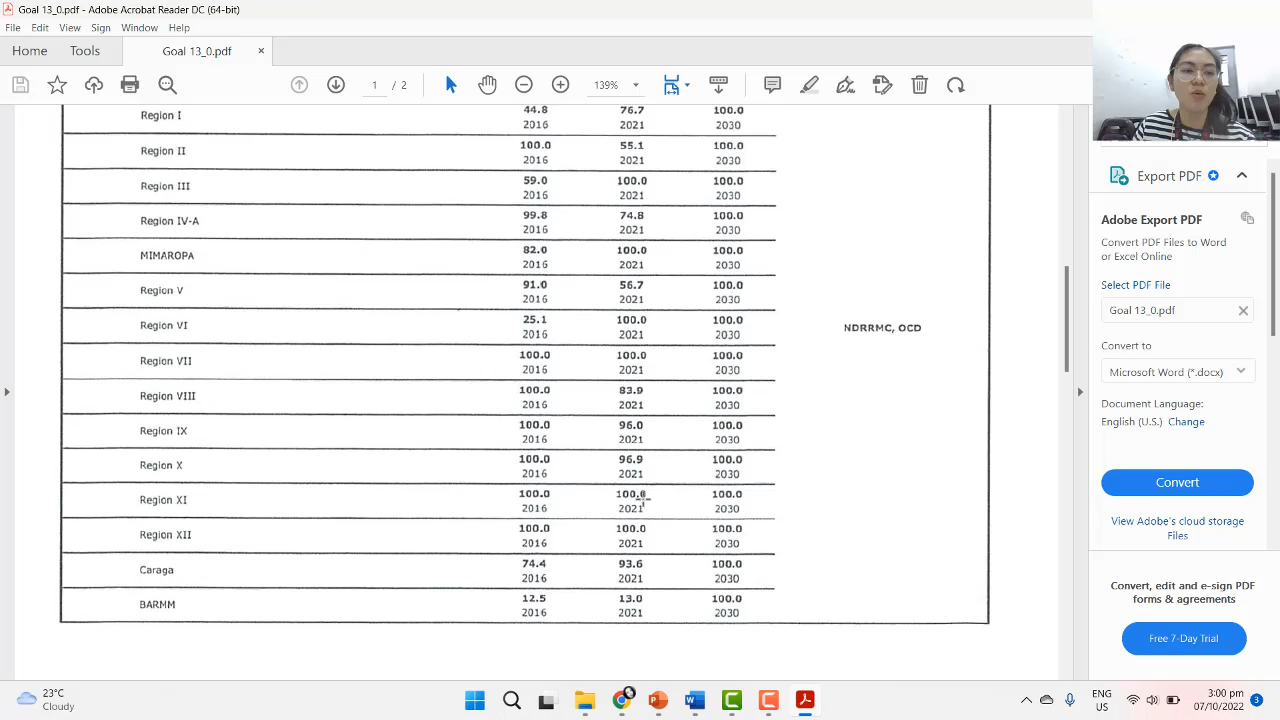 Goal 13_0.pdf - Adobe Acrobat Reader DC (64-bit)
File Edit View Sign Window Help
Home Tools Goal 13_0.pdf ×
1 / 2 139%
Region I 44.8 76.7 100.0
2016 2021 2030
Region II 100.0 55.1 100.0
2016 2021 2030
Region III 59.0 100.0 100.0
2016 2021 2030
Region IV-A 99.8 74.8 100.0
2016 2021 2030
MIMAROPA 82.0 100.0 100.0
2016 2021 2030
Region V 91.0 56.7 100.0
2016 2021 2030
Region VI 25.1 100.0 100.0
2016 2021 2030
NDRRMC, OCD
Region VII 100.0 100.0 100.0
2016 2021 2030
Region VIII 100.0 83.9 100.0
2016 2021 2030
Region IX 100.0 96.0 100.0
2016 2021 2030
Region X 100.0 96.9 100.0
2016 2021 2030
Region XI 100.0 100.0 100.0
2016 2021 2030
Region XII 100.0 100.0 100.0
2016 2021 2030
Caraga 74.4 93.6 100.0
2016 2021 2030
BARMM 12.5 13.0 100.0
2016 2021 2030
Export PDF
Adobe Export PDF
Convert PDF Files to Word
or Excel Online
Select PDF File
Goal 13_0.pdf
Convert to
Microsoft Word (*.docx)
Document Language:
English (U.S.) Change
Convert
View Adobe's cloud storage
Files
Convert, edit and e-sign PDF
forms & agreements
Free 7-Day Trial
23°C
Cloudy
ENG
US
3:00 pm
07/10/2022
3